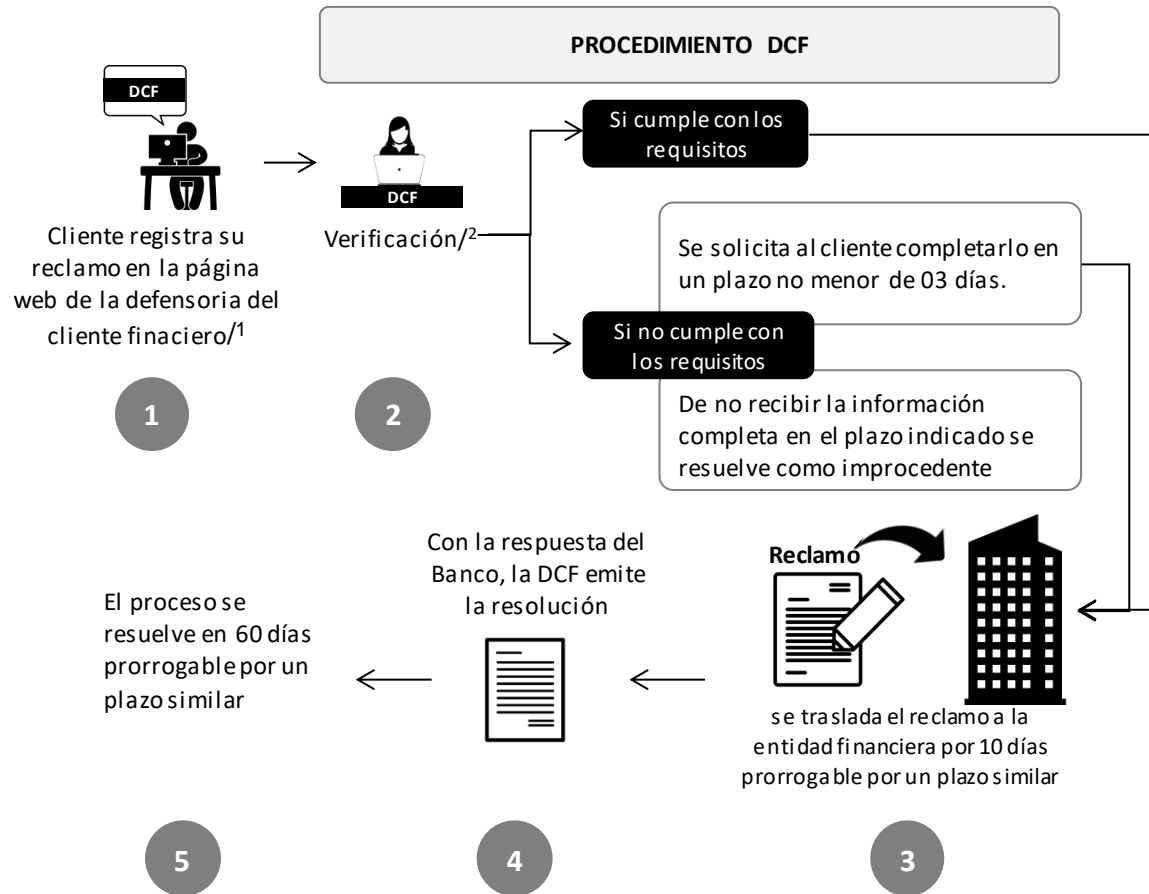 PROCEDIMIENTO DCF
DCF
DCF
Cliente registra su
reclamo en la página
web de la defensoria del
cliente finaciero/1
1
Verificación/2
2
Si cumple con los
requisitos
Se solicita al cliente completarlo en
un plazo no menor de 03 días.
Si no cumple con
los requisitos
De no recibir la información
completa en el plazo indicado se
resuelve como improcedente
Reclamo
se traslada el reclamo a la
entidad financiera por 10 días
prorrogable por un plazo similar
3
Con la respuesta del
Banco, la DCF emite
la resolución
4
El proceso se
resuelve en 60 días
prorrogable por un
plazo similar
5